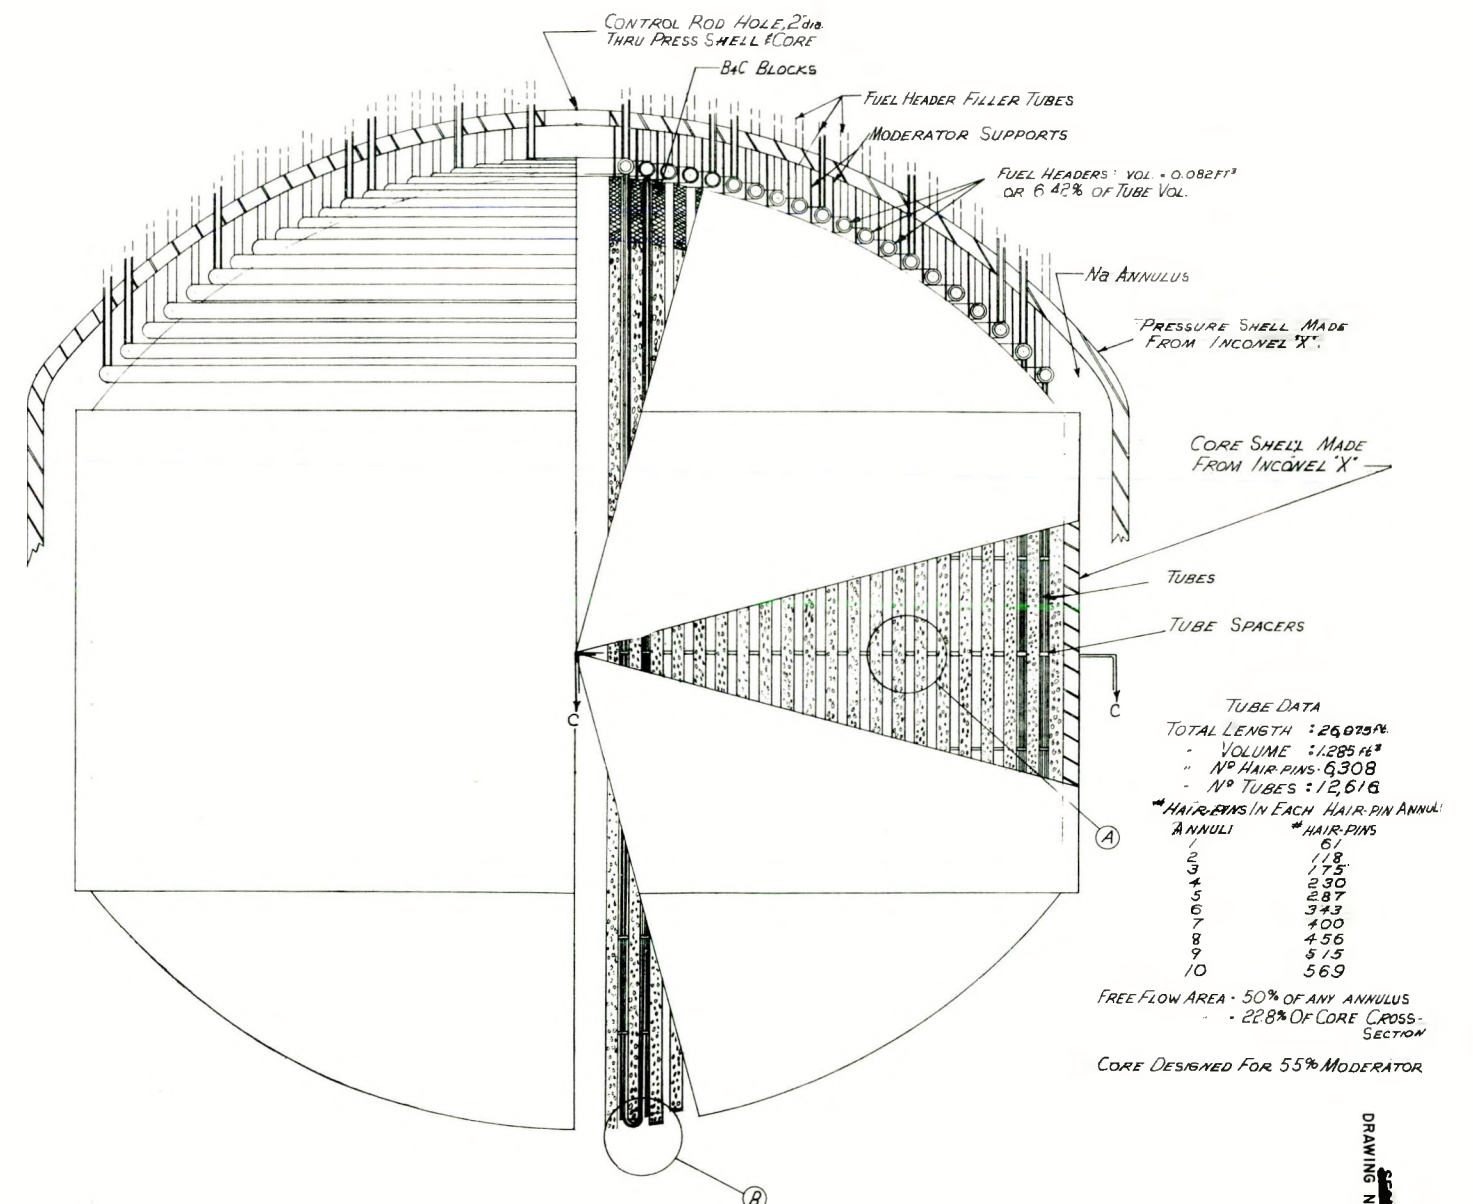 CONTROL ROD HOLE, 2" dia.
THRU PRESS SHELL & CORE
B4C BLOCKS
FUEL HEADER FILLER TUBES
MODERATOR SUPPORTS
FUEL HEADERS: VOL. = 0.082FT³
OR 6.42% OF TUBE VOL.
Na ANNULUS
PRESSURE SHELL MADE
FROM INCONEL "X".
CORE SHELL MADE
FROM INCONEL "X"
TUBES
TUBE SPACERS
C
C
TUBE DATA
TOTAL LENGTH : 26,075 ft.
" VOLUME : 1.285 ft³
" Nº HAIR-PINS - 6,308
" Nº TUBES : 12,616
# HAIR-PINS IN EACH HAIR-PIN ANNULI
ANNULI # HAIR-PINS
1 61
2 118
3 175
4 230
5 287
6 343
7 400
8 456
9 515
10 569
A
FREE FLOW AREA - 50% OF ANY ANNULUS
" - 22.8% OF CORE CROSS-
SECTION
CORE DESIGNED FOR 55% MODERATOR
B
DRAWING N